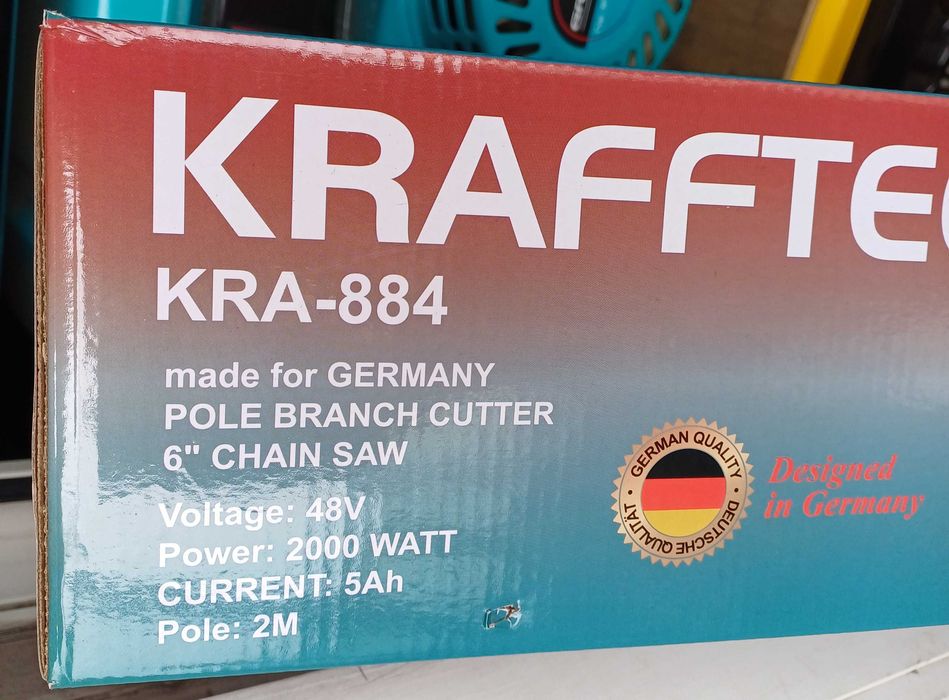 KRAFFTE
KRA-884
made for GERMANY
POLE BRANCH CUTTER
6" CHAIN SAW
Voltage: 48V
Power: 2000 WATT
CURRENT: 5Ah
Pole: 2M
GERMAN QUALITY
DEUTSCHE QUALITÄT
Designed
in Germany